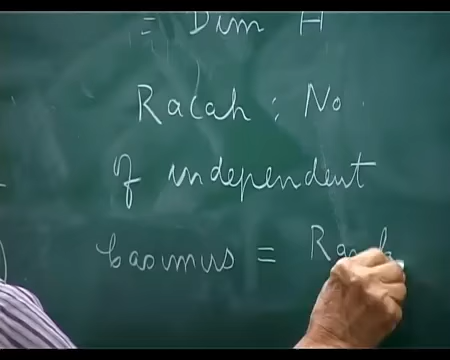 = Dim H
Racah : No.
of independent
Casimirs = Rank